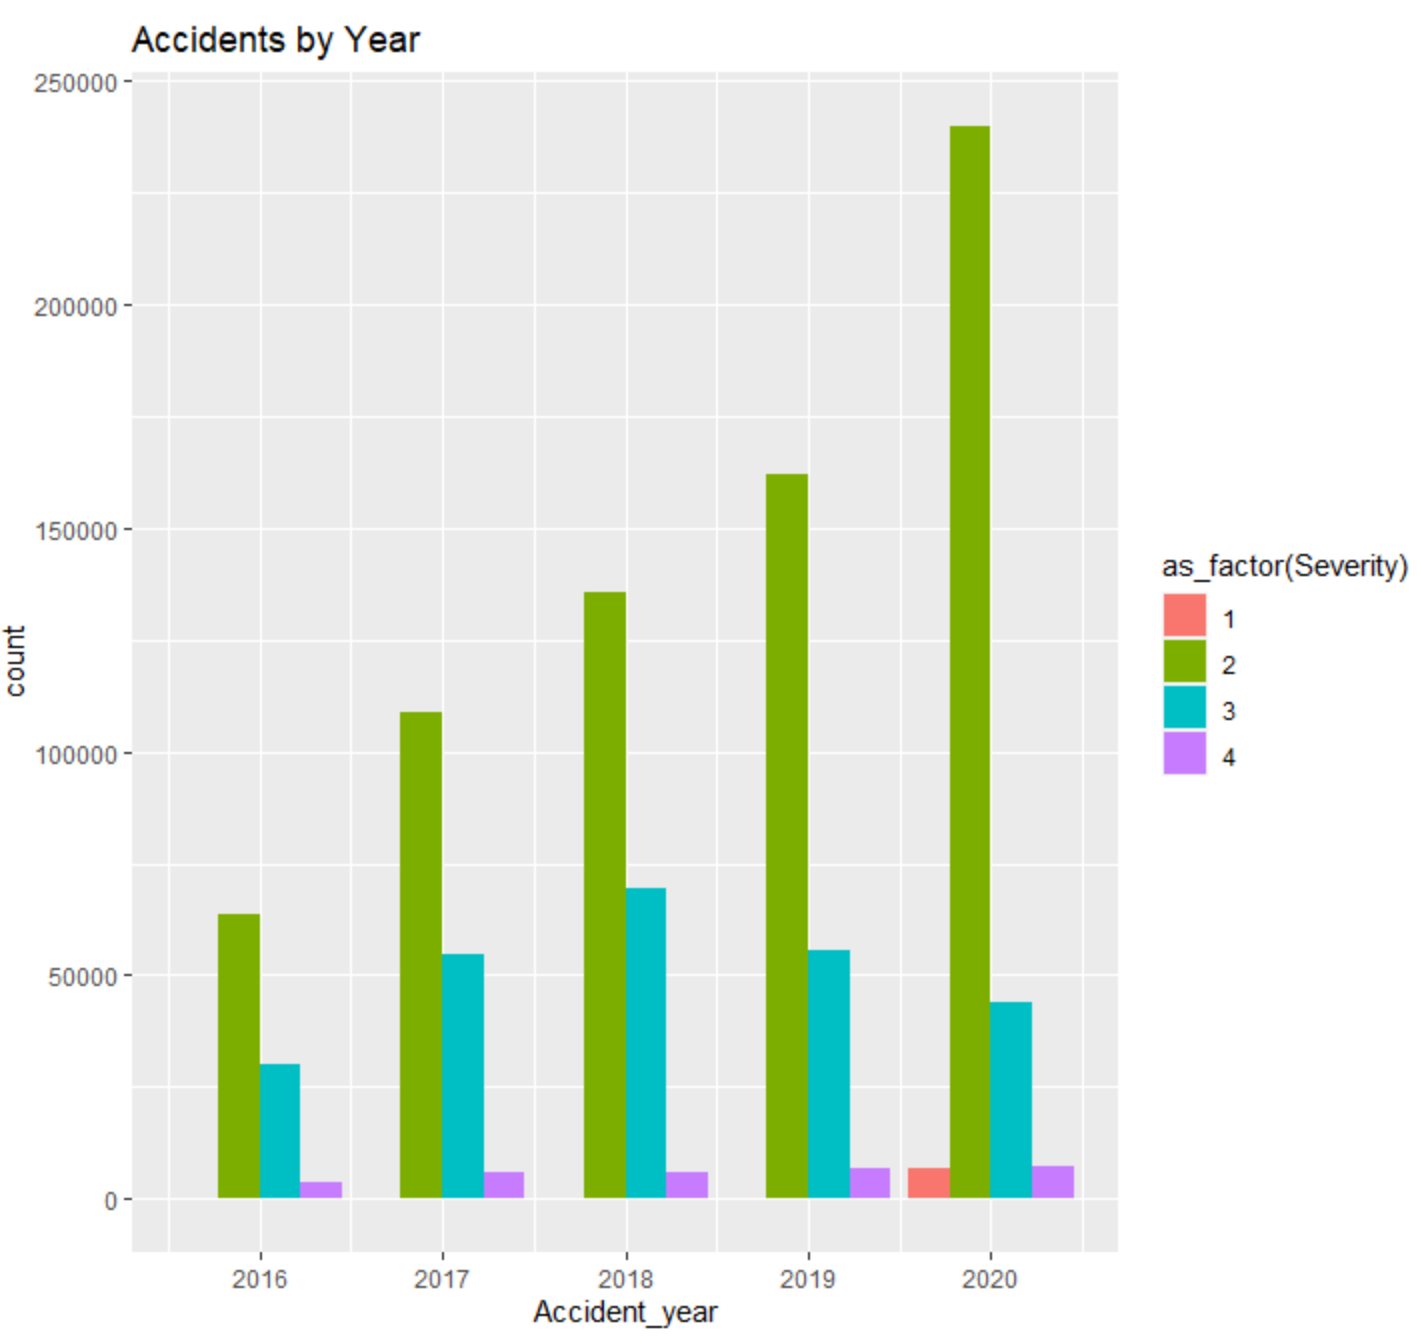 Accidents by Year
250000
200000
150000
100000
50000
0
count
2016 2017 2018 2019 2020
Accident_year
as_factor(Severity)
1
2
3
4